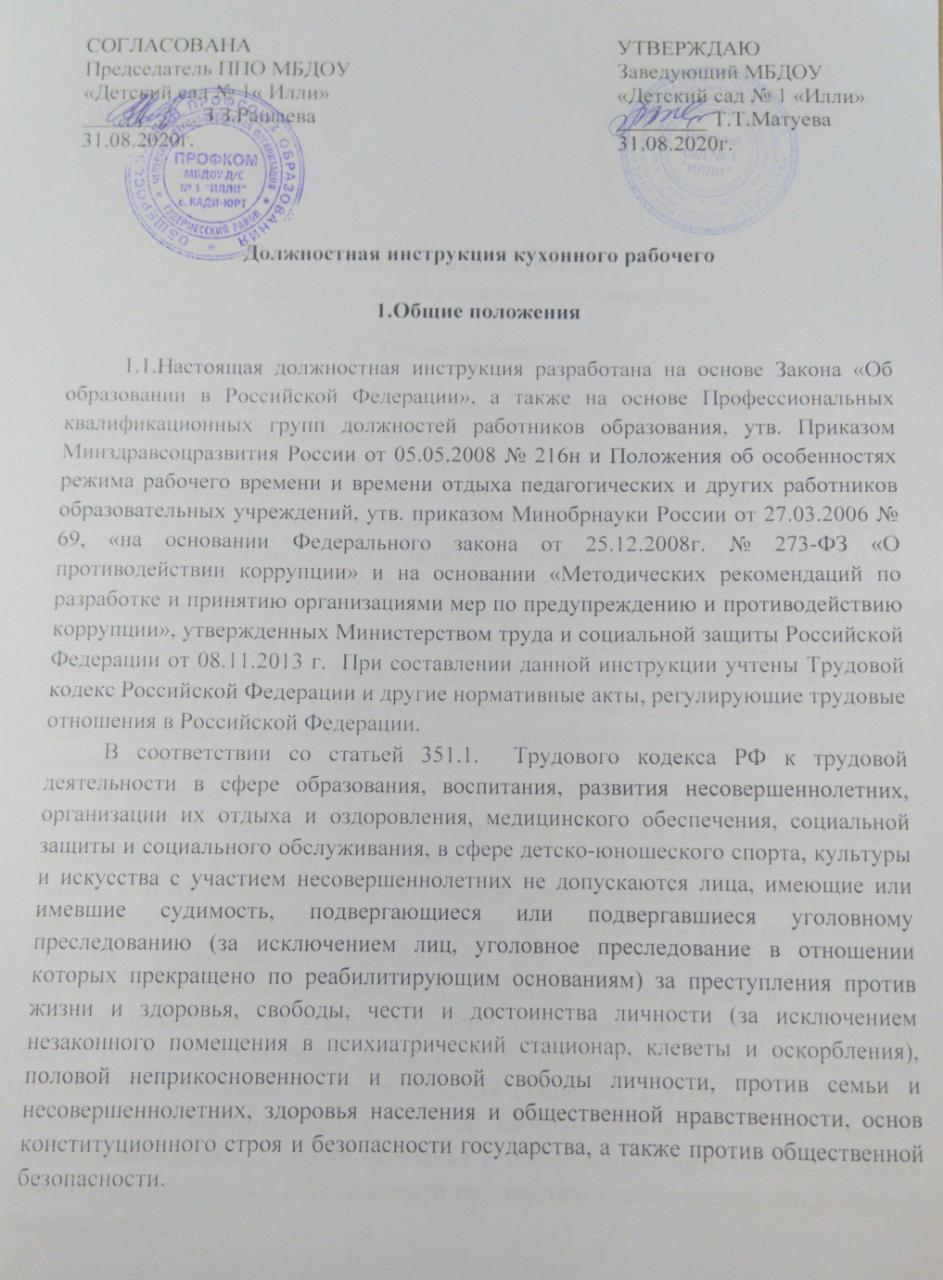 СОГЛАСОВАНА
Председатель ППО МБДОУ
«Детский сад № 1« Илли»
31.08.2020г.
УТВЕРЖДАЮ
Заведующий МБДОУ
«Детский сад № 1 «Илли»
Т.Т.Матуева
31.08.2020г.
ПРОФСОЮЗ ОБРАЗОВАНИЯ
ПРОФКОМ
МБДОУ Д/С
№ 1 "ИЛЛИ"
с. КАДИ-ЮРТ
ГУДЕРМЕССКИЙ РАЙОН
Должностная инструкция кухонного рабочего
1.Общие положения
1.1.Настоящая должностная инструкция разработана на основе Закона «Об
образовании в Российской Федерации», а также на основе Профессиональных
квалификационных групп должностей работников образования, утв. Приказом
Минздравсоцразвития России от 05.05.2008 № 216н и Положения об особенностях
режима рабочего времени и времени отдыха педагогических и других работников
образовательных учреждений, утв. приказом Минобрнауки России от 27.03.2006 №
69, «на основании Федерального закона от 25.12.2008г. № 273-ФЗ «О
противодействии коррупции» и на основании «Методических рекомендаций по
разработке и принятию организациями мер по предупреждению и противодействию
коррупции», утвержденных Министерством труда и социальной защиты Российской
Федерации от 08.11.2013 г. При составлении данной инструкции учтены Трудовой
кодекс Российской Федерации и другие нормативные акты, регулирующие трудовые
отношения в Российской Федерации.
В соответствии со статьей 351.1. Трудового кодекса РФ к трудовой
деятельности в сфере образования, воспитания, развития несовершеннолетних,
организации их отдыха и оздоровления, медицинского обеспечения, социальной
защиты и социального обслуживания, в сфере детско-юношеского спорта, культуры
и искусства с участием несовершеннолетних не допускаются лица, имеющие или
имевшие судимость, подвергающиеся или подвергавшиеся уголовному
преследованию (за исключением лиц, уголовное преследование в отношении
которых прекращено по реабилитирующим основаниям) за преступления против
жизни и здоровья, свободы, чести и достоинства личности (за исключением
незаконного помещения в психиатрический стационар, клеветы и оскорбления),
половой неприкосновенности и половой свободы личности, против семьи и
несовершеннолетних, здоровья населения и общественной нравственности, основ
конституционного строя и безопасности государства, а также против общественной
безопасности.